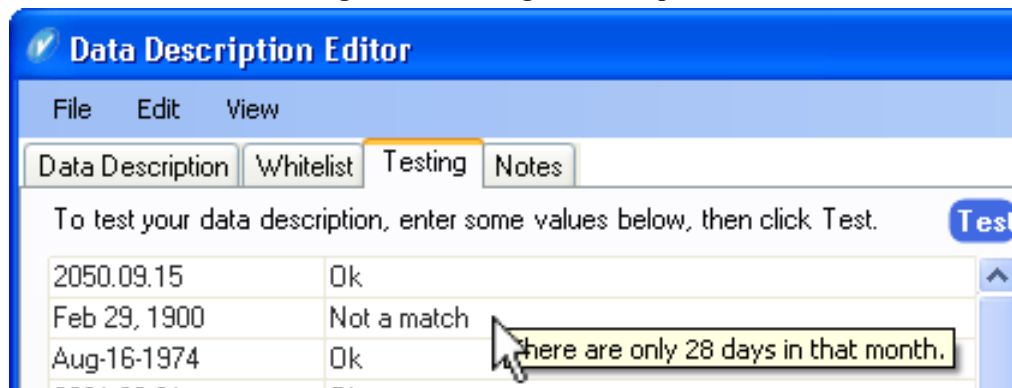 Data Description Editor
File Edit View
Data Description Whitelist Testing Notes
To test your data description, enter some values below, then click Test. Test
2050.09.15 Ok
Feb 29, 1900 Not a match
here are only 28 days in that month.
Aug-16-1974 Ok